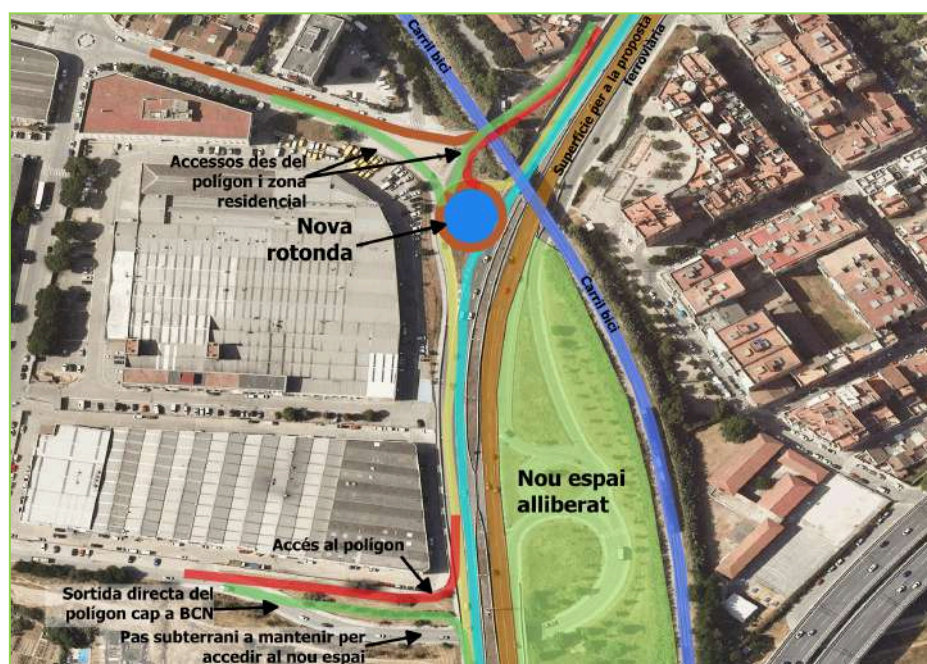 Carril bici
Superfície per a la proposta
ferroviària
Accessos des del
polígon i zona
residencial
Nova
rotonda
Carril bici
Nou espai
alliberat
Accés al polígon
Sortida directa del
polígon cap a BCN
Pas subterrani a mantenir per
accedir al nou espai